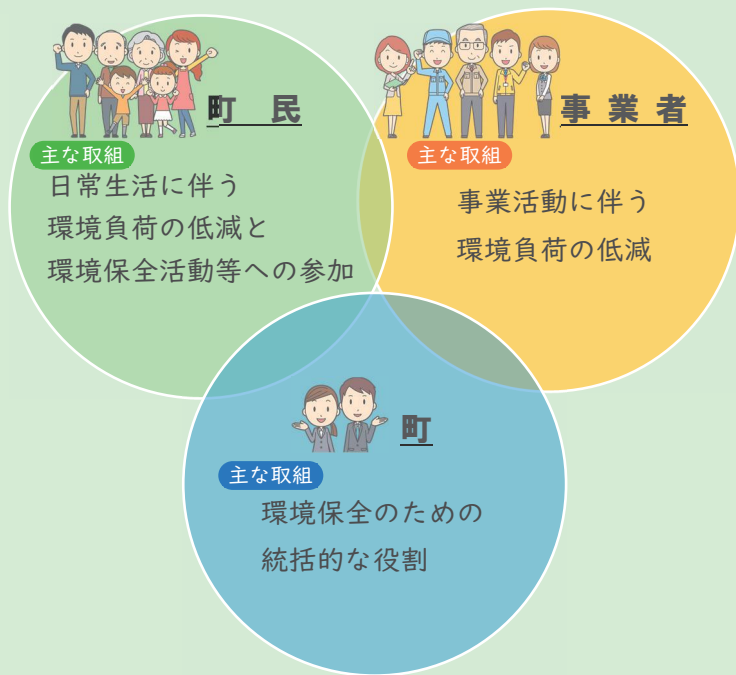 町 民
主な取組
日常生活に伴う
環境負荷の低減と
環境保全活動等への参加
事 業 者
主な取組
事業活動に伴う
環境負荷の低減
町
主な取組
環境保全のための
統括的な役割